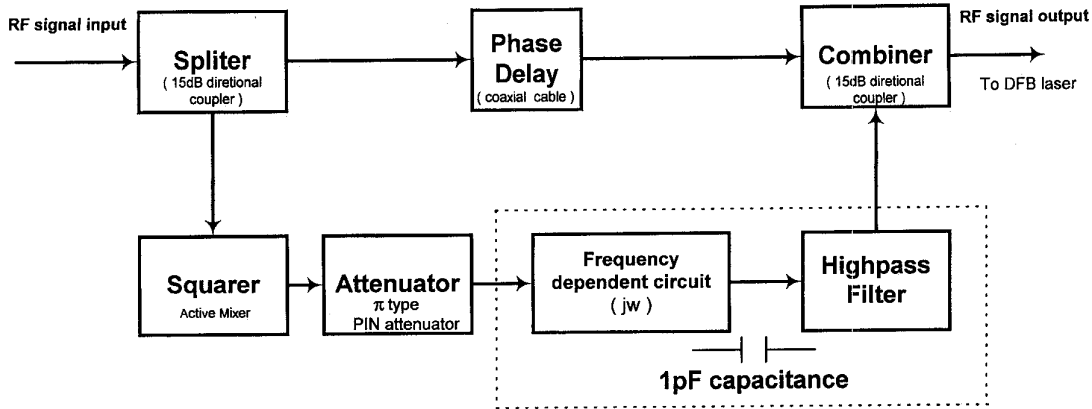 RF signal input
Spliter
( 15dB diretional
coupler )
Phase
Delay
( coaxial cable )
Combiner
( 15dB diretional
coupler )
RF signal output
To DFB laser
Squarer
Active Mixer
Attenuator
π type
PIN attenuator
Frequency
dependent circuit
( jw )
Highpass
Filter
1pF capacitance